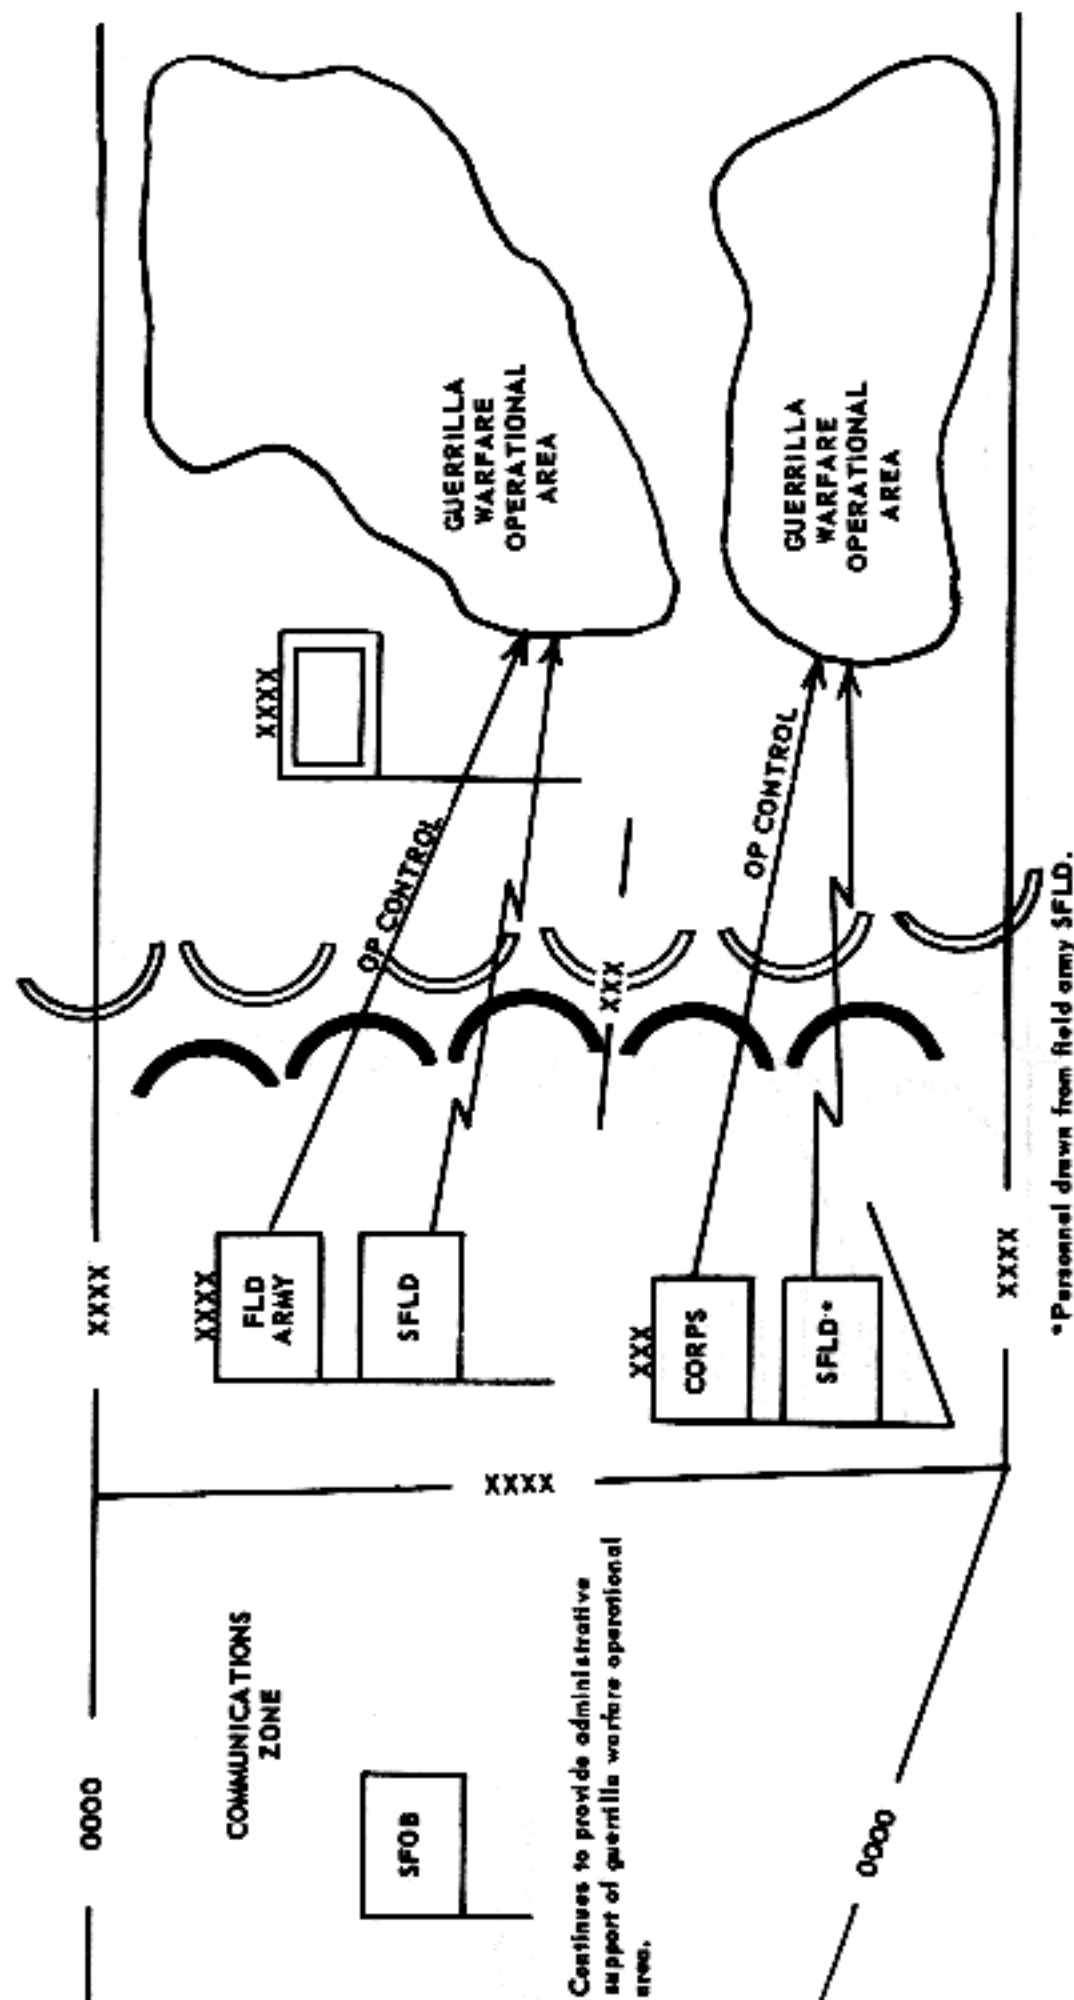 0000
COMMUNICATIONS
ZONE
SFOB
Continues to provide administrative
support of guerrilla warfare operational
area.
0000
XXXX
XXXX
XXXX
FLD
ARMY
SFLD
XXX
CORPS
SFLD*
XXXX
OP CONTROL
XXX
OP CONTROL
XXXX
GUERRILLA
WARFARE
OPERATIONAL
AREA
GUERRILLA
WARFARE
OPERATIONAL
AREA
*Personnel drawn from field army SFLD.